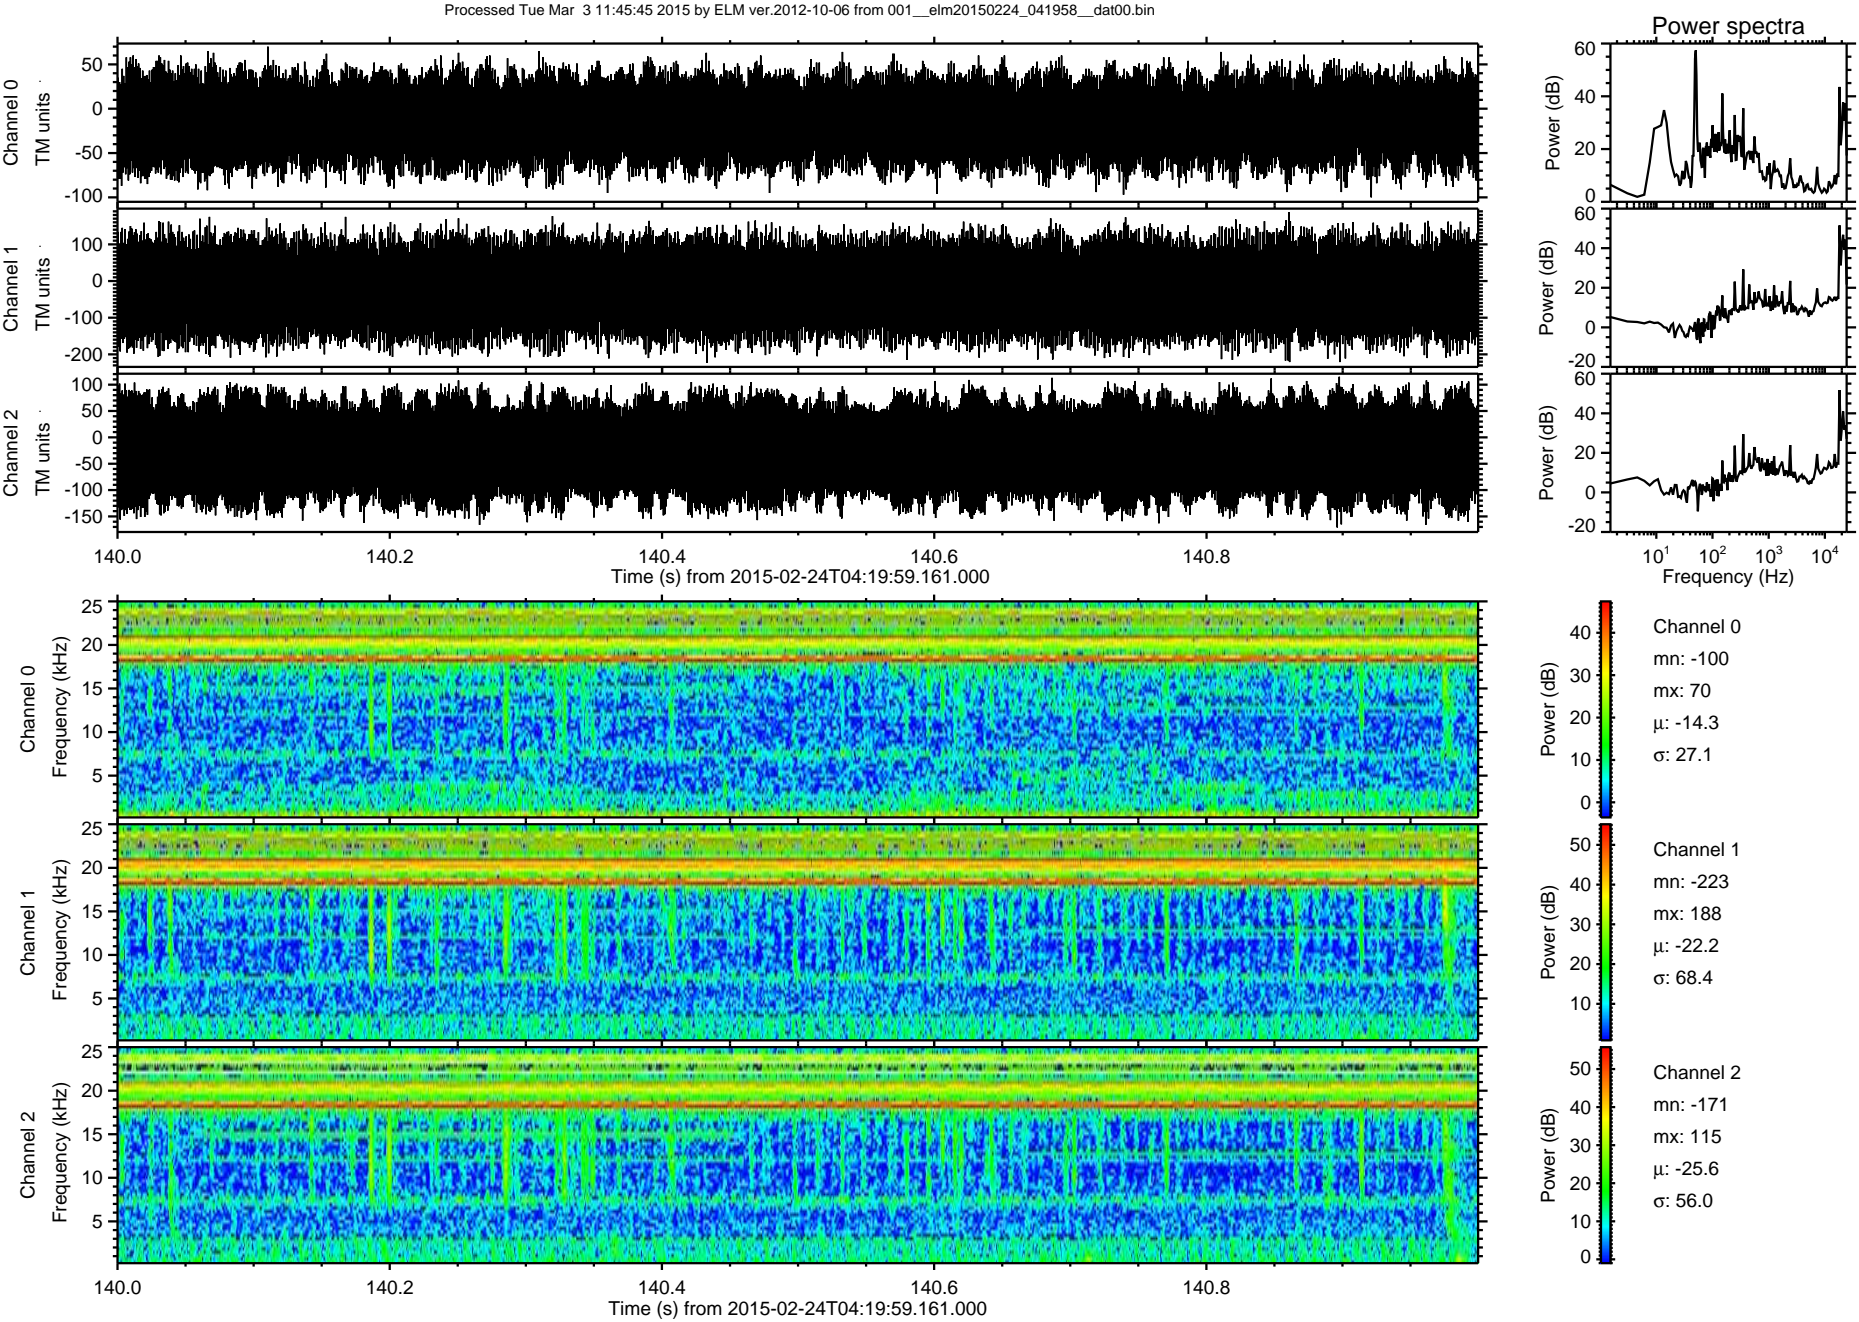 Processed Tue Mar  3 11:45:45 2015 by ELM ver.2012-10-06 from 001__elm20150224_041958__dat00.bin
Power spectra
Channel 0
TM units
50
0
-50
-100
Power (dB)
60
40
20
0
Channel 1
TM units
100
0
-100
-200
Power (dB)
60
40
20
0
-20
Channel 2
TM units
100
50
0
-50
-100
-150
Power (dB)
60
40
20
0
-20
140.0 140.2 140.4 140.6 140.8
Time (s) from 2015-02-24T04:19:59.161.000
10¹ 10² 10³ 10⁴
Frequency (Hz)
Channel 0
Frequency (kHz)
25
20
15
10
5
Power (dB)
40
30
20
10
0
Channel 0
mn: -100
mx: 70
μ: -14.3
σ: 27.1
Channel 1
Frequency (kHz)
25
20
15
10
5
Power (dB)
50
40
30
20
10
Channel 1
mn: -223
mx: 188
μ: -22.2
σ: 68.4
Channel 2
Frequency (kHz)
25
20
15
10
5
Power (dB)
50
40
30
20
10
0
Channel 2
mn: -171
mx: 115
μ: -25.6
σ: 56.0
140.0 140.2 140.4 140.6 140.8
Time (s) from 2015-02-24T04:19:59.161.000